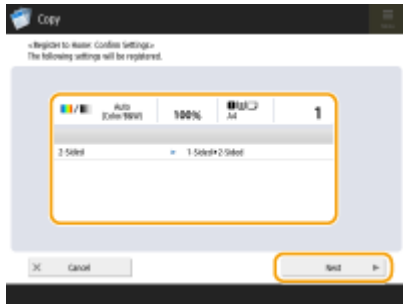 Copy
<Register to Home: Confirm Settings>
The following settings will be registered.
Auto
(Color/B&W)
100%
A4
1
2-Sided
► 1-Sided►2-Sided
Cancel
Next